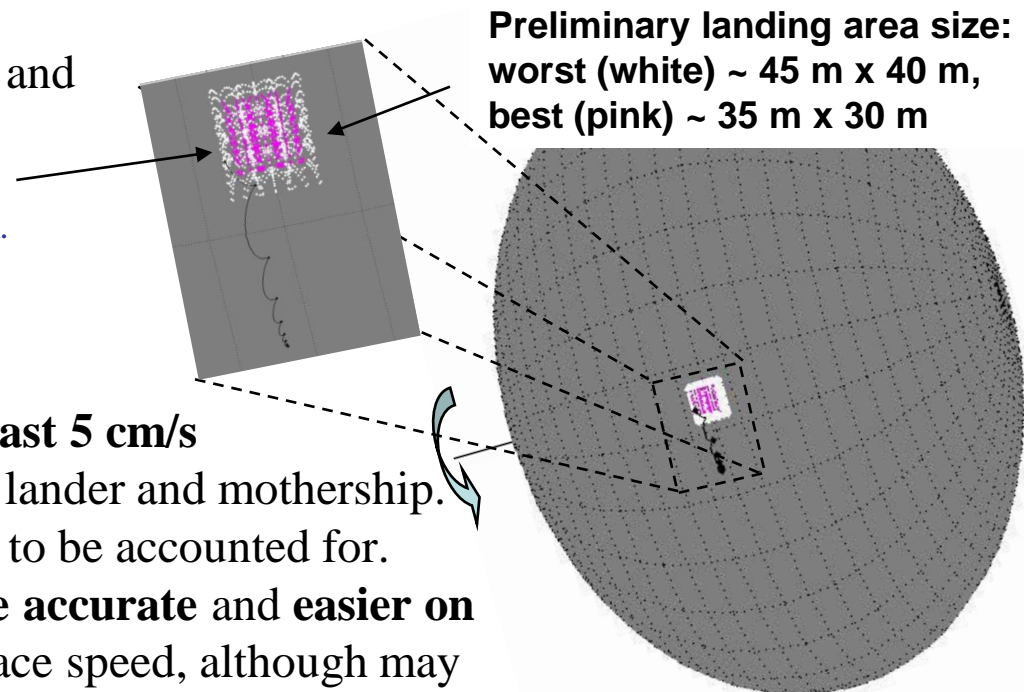 Preliminary landing area size:
worst (white) ~ 45 m x 40 m,
best (pink) ~ 35 m x 30 m
and
ast 5 cm/s
lander and mothership.
to be accounted for.
e accurate and easier on
ace speed, although may